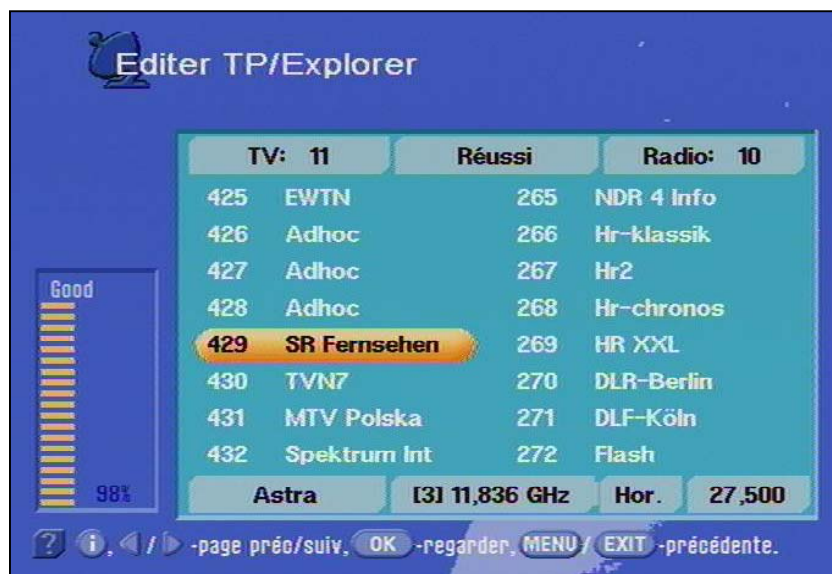 Editer TP/Explorer
TV: 11 Réussi Radio: 10
425 EWTN 265 NDR 4 Info
426 Adhoc 266 Hr-klassik
427 Adhoc 267 Hr2
428 Adhoc 268 Hr-chronos
429 SR Fernsehen 269 HR XXL
430 TVN7 270 DLR-Berlin
431 MTV Polska 271 DLF-Köln
432 Spektrum Int 272 Flash
Good
98%
Astra [3] 11,836 GHz Hor. 27,500
? i, ◀ / ▶ -page préc/suiv, OK -regarder, MENU / EXIT -précédente.